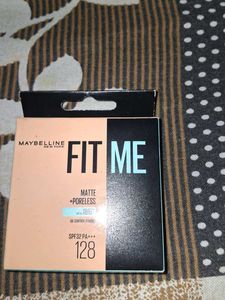 MAYBELLINE
NEW YORK
FIT ME
MATTE
+PORELESS
SPF32 PA+++
128